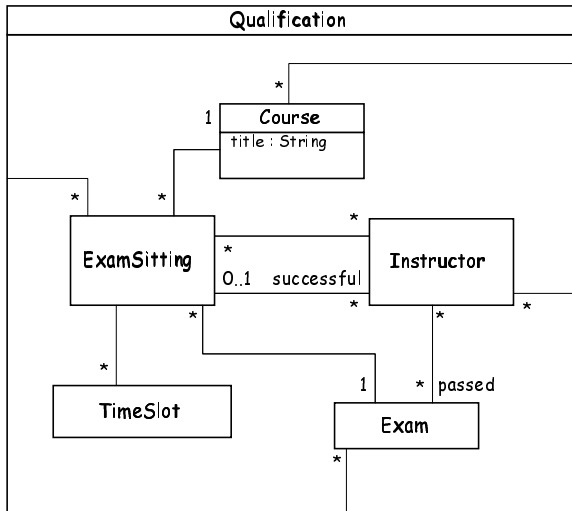 Qualification
*
1
Course
title : String
*
*
ExamSitting
*
*
Instructor
0..1 successful
*
*
*
*
*
1
* passed
TimeSlot
Exam
*